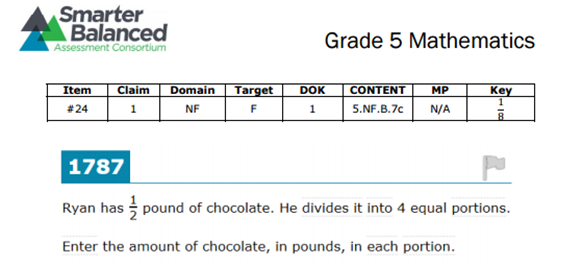 Smarter
Balanced
Assessment Consortium
Grade 5 Mathematics
Item Claim Domain Target DOK CONTENT MP Key
#24 1 NF F 1 5.NF.B.7c N/A 1/8
1787
Ryan has 1/2 pound of chocolate. He divides it into 4 equal portions.
Enter the amount of chocolate, in pounds, in each portion.